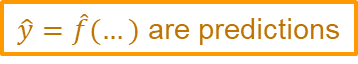 ŷ = f̂(...) are predictions